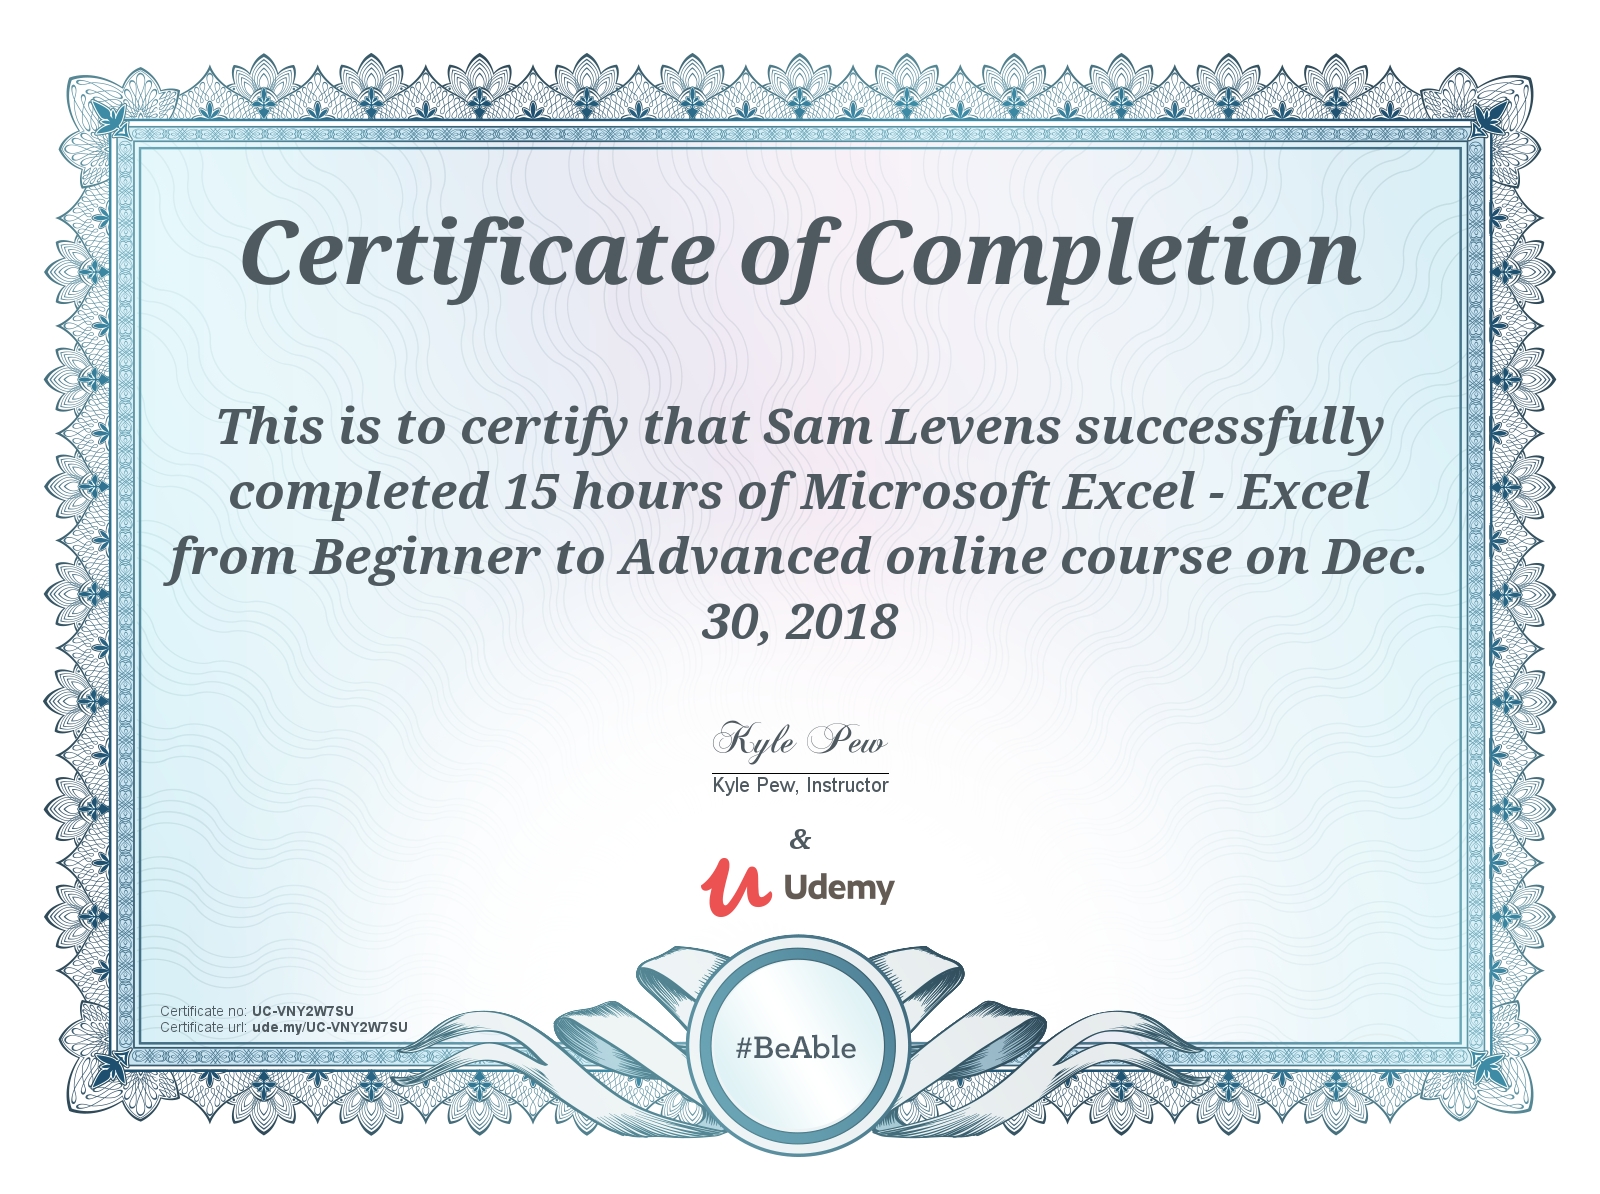 Certificate of Completion
This is to certify that Sam Levens successfully
completed 15 hours of Microsoft Excel - Excel
from Beginner to Advanced online course on Dec.
30, 2018
Kyle Pew
Kyle Pew, Instructor
&
Udemy
Certificate no: UC-VNY2W7SU
Certificate url: ude.my/UC-VNY2W7SU
#BeAble